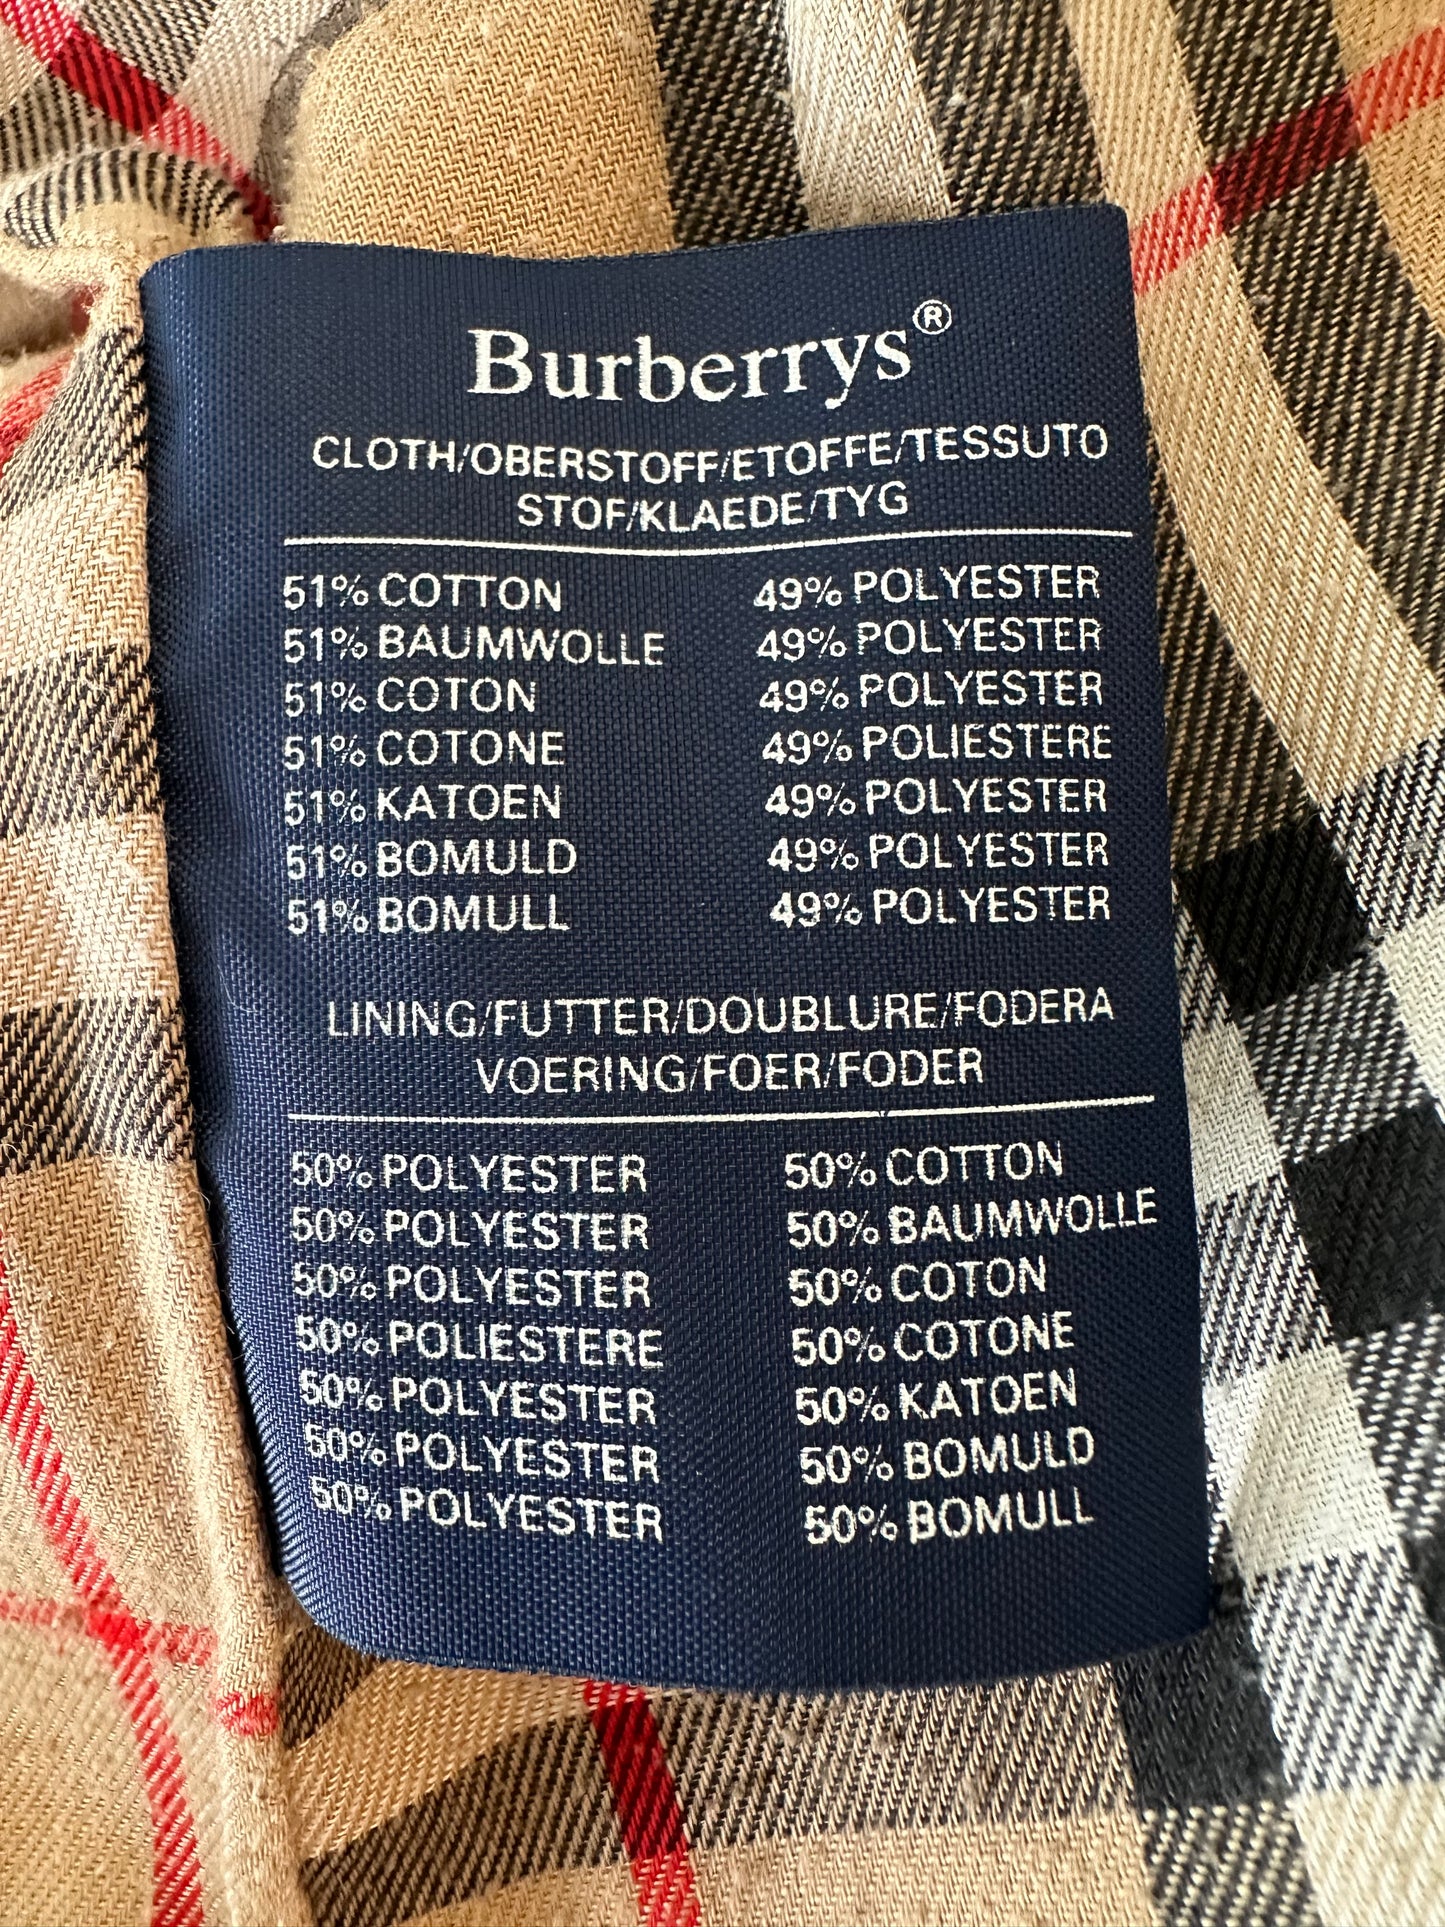 Burberrys®
CLOTH/OBERSTOFF/ETOFFE/TESSUTO
STOF/KLAEDE/TYG
51% COTTON 49% POLYESTER
51% BAUMWOLLE 49% POLYESTER
51% COTON 49% POLYESTER
51% COTONE 49% POLIESTERE
51% KATOEN 49% POLYESTER
51% BOMULD 49% POLYESTER
51% BOMULL 49% POLYESTER
LINING/FUTTER/DOUBLURE/FODERA
VOERING/FOER/FODER
50% POLYESTER 50% COTTON
50% POLYESTER 50% BAUMWOLLE
50% POLYESTER 50% COTON
50% POLIESTERE 50% COTONE
50% POLYESTER 50% KATOEN
50% POLYESTER 50% BOMULD
50% POLYESTER 50% BOMULL